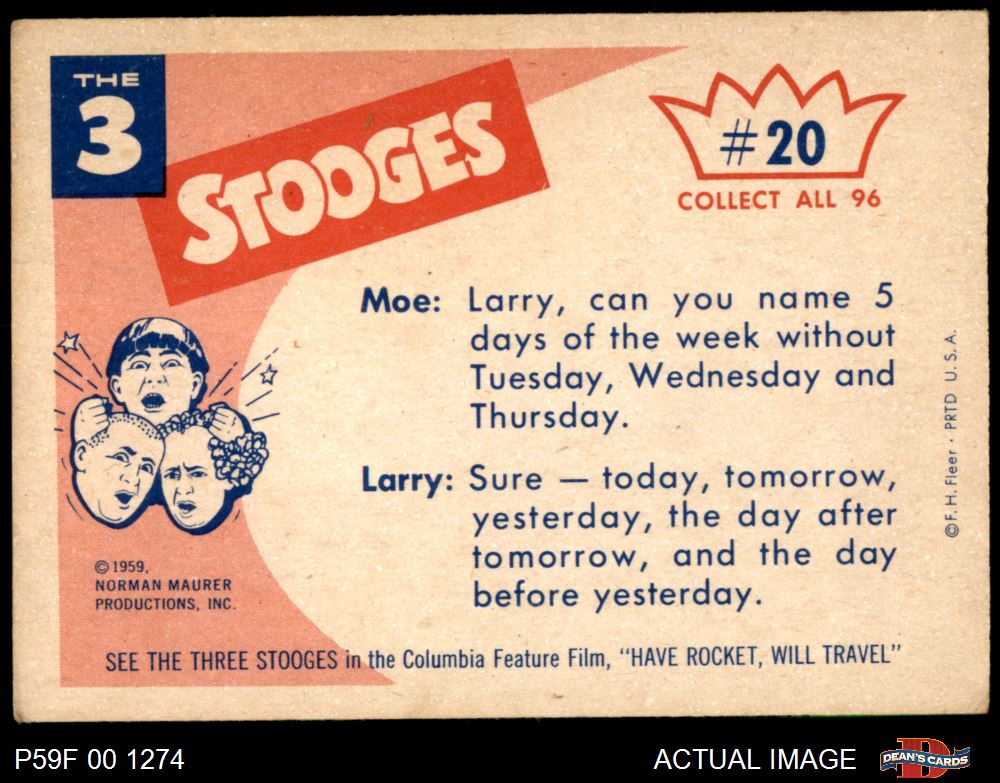 THE
3
STOOGES
#20
COLLECT ALL 96
Moe: Larry, can you name 5
days of the week without
Tuesday, Wednesday and
Thursday.
Larry: Sure — today, tomorrow,
yesterday, the day after
tomorrow, and the day
before yesterday.
© 1959,
NORMAN MAURER
PRODUCTIONS, INC.
SEE THE THREE STOOGES in the Columbia Feature Film, "HAVE ROCKET, WILL TRAVEL"
© F. H. Fleer • PRTD U. S. A.
P59F 00 1274
ACTUAL IMAGE
DEAN'S CARDS